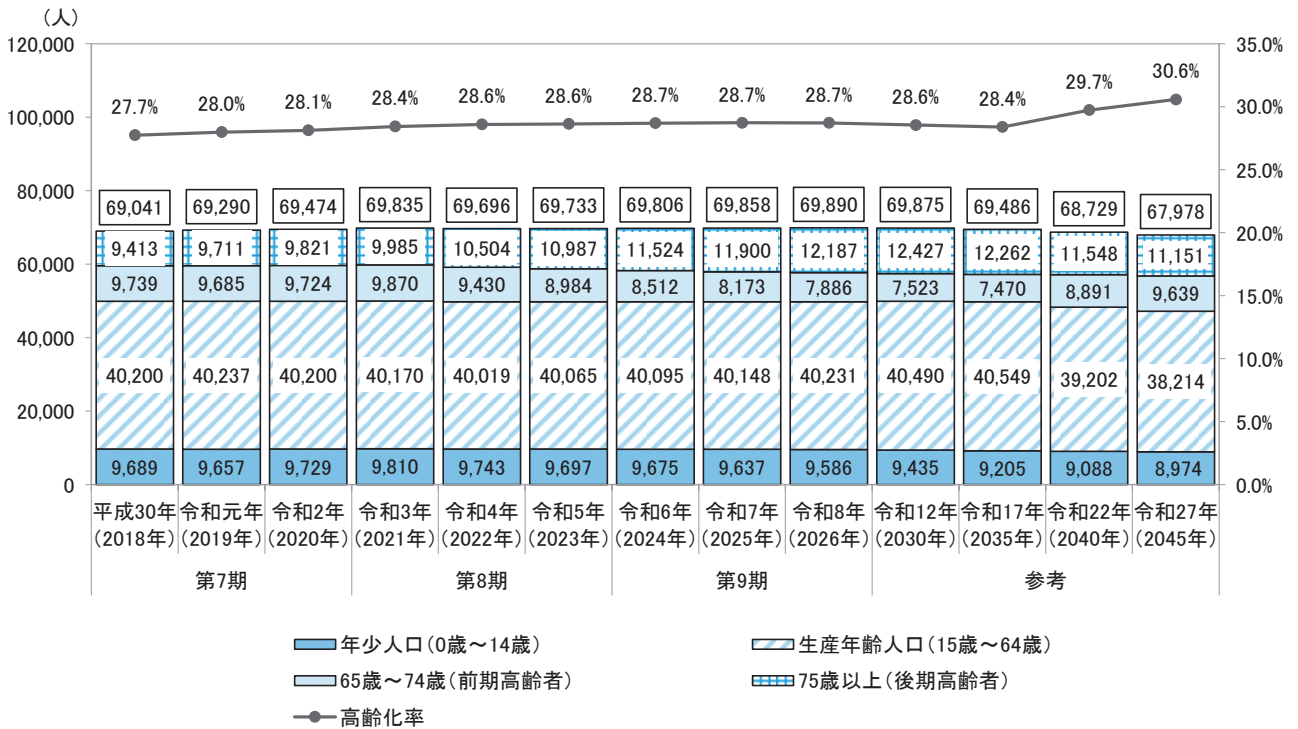 (人)
120,000
100,000
80,000
60,000
40,000
20,000
0
35.0%
30.0%
25.0%
20.0%
15.0%
10.0%
5.0%
0.0%
27.7% 28.0% 28.1% 28.4% 28.6% 28.6% 28.7% 28.7% 28.7% 28.6% 28.4% 29.7% 30.6%
69,041 69,290 69,474 69,835 69,696 69,733 69,806 69,858 69,890 69,875 69,486 68,729 67,978
9,413 9,711 9,821 9,985 10,504 10,987 11,524 11,900 12,187 12,427 12,262 11,548 11,151
9,739 9,685 9,724 9,870 9,430 8,984 8,512 8,173 7,886 7,523 7,470 8,891 9,639
40,200 40,237 40,200 40,170 40,019 40,065 40,095 40,148 40,231 40,490 40,549 39,202 38,214
9,689 9,657 9,729 9,810 9,743 9,697 9,675 9,637 9,586 9,435 9,205 9,088 8,974
平成30年 令和元年 令和2年 令和3年 令和4年 令和5年 令和6年 令和7年 令和8年 令和12年 令和17年 令和22年 令和27年
(2018年) (2019年) (2020年) (2021年) (2022年) (2023年) (2024年) (2025年) (2026年) (2030年) (2035年) (2040年) (2045年)
第7期 第8期 第9期 参考
年少人口(0歳～14歳) 生産年齢人口(15歳～64歳)
65歳～74歳(前期高齢者) 75歳以上(後期高齢者)
高齢化率